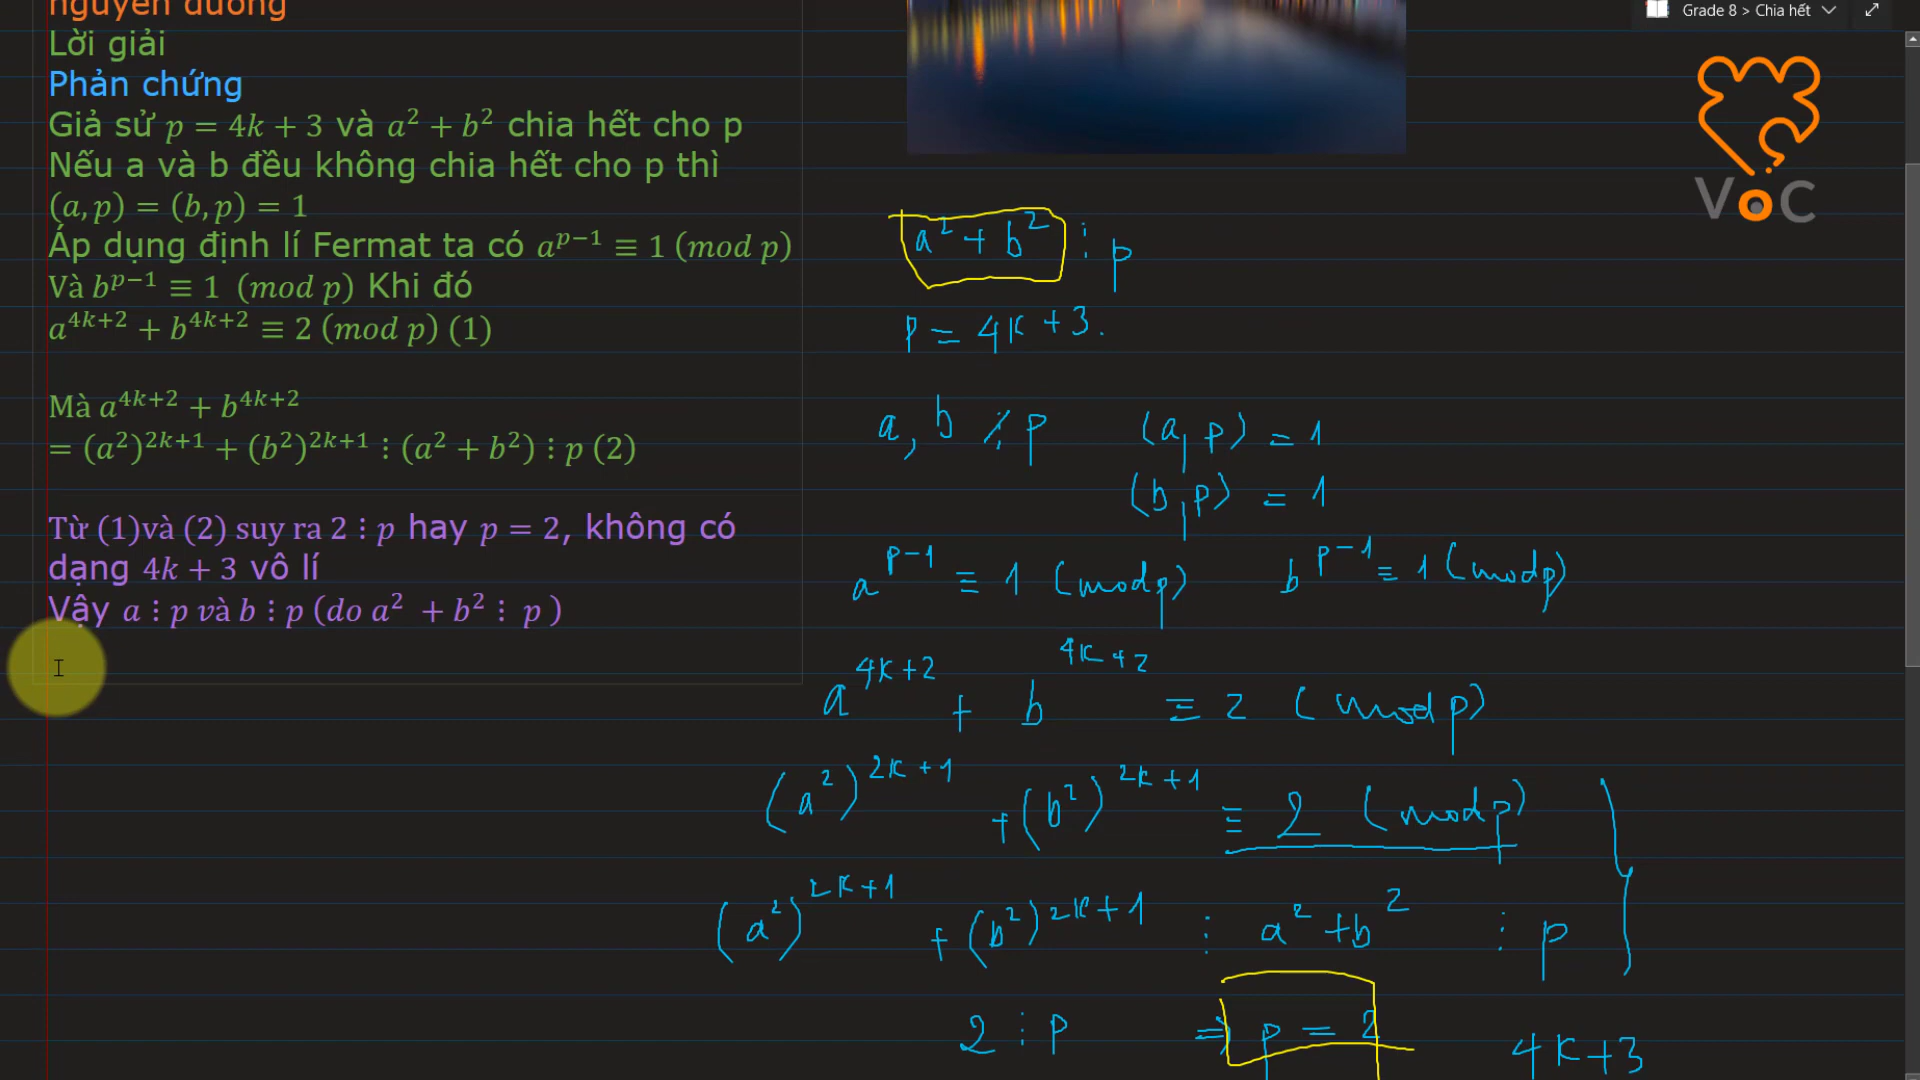 nguyên dương
Lời giải
Phản chứng
Giả sử p = 4k + 3 và a² + b² chia hết cho p
Nếu a và b đều không chia hết cho p thì
(a, p) = (b, p) = 1
Áp dụng định lí Fermat ta có a^{p−1} ≡ 1 (mod p)
Và b^{p−1} ≡ 1 (mod p) Khi đó
a^{4k+2} + b^{4k+2} ≡ 2 (mod p) (1)
Mà a^{4k+2} + b^{4k+2}
= (a²)^{2k+1} + (b²)^{2k+1} ⋮ (a² + b²) ⋮ p (2)
Từ (1)và (2) suy ra 2 ⋮ p hay p = 2, không có
dạng 4k + 3 vô lí
Vậy a ⋮ p và b ⋮ p (do a² + b² ⋮ p )
Grade 8 > Chia hết
VoC
a² + b² ⋮ p
p = 4k + 3.
a, b ⋮̸ p (a, p) = 1
(b, p) = 1
a^{p−1} ≡ 1 (mod p) b^{p−1} ≡ 1 (mod p)
a^{4k+2} + b^{4k+2} ≡ 2 (mod p)
(a²)^{2k+1} + (b²)^{2k+1} ≡ 2 (mod p)
(a²)^{2k+1} + (b²)^{2k+1} ⋮ a² + b² ⋮ p
2 ⋮ p ⇒ p = 2 4k + 3